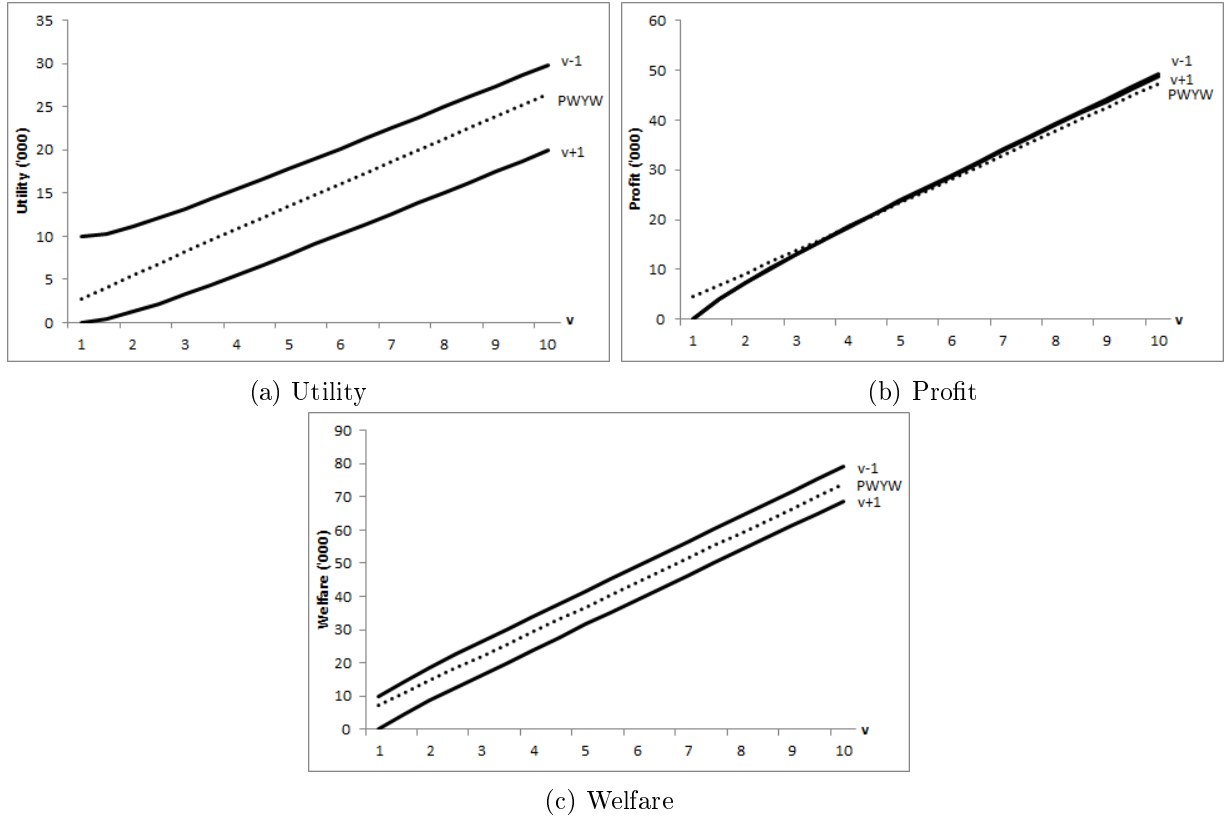 Utility ('000)
35
30
25
20
15
10
5
0
v-1
PWYW
v+1
v
1 2 3 4 5 6 7 8 9 10
(a) Utility
Profit ('000)
60
50
40
30
20
10
0
v-1
v+1
PWYW
v
1 2 3 4 5 6 7 8 9 10
(b) Profit
Welfare ('000)
90
80
70
60
50
40
30
20
10
0
v-1
PWYW
v+1
v
1 2 3 4 5 6 7 8 9 10
(c) Welfare